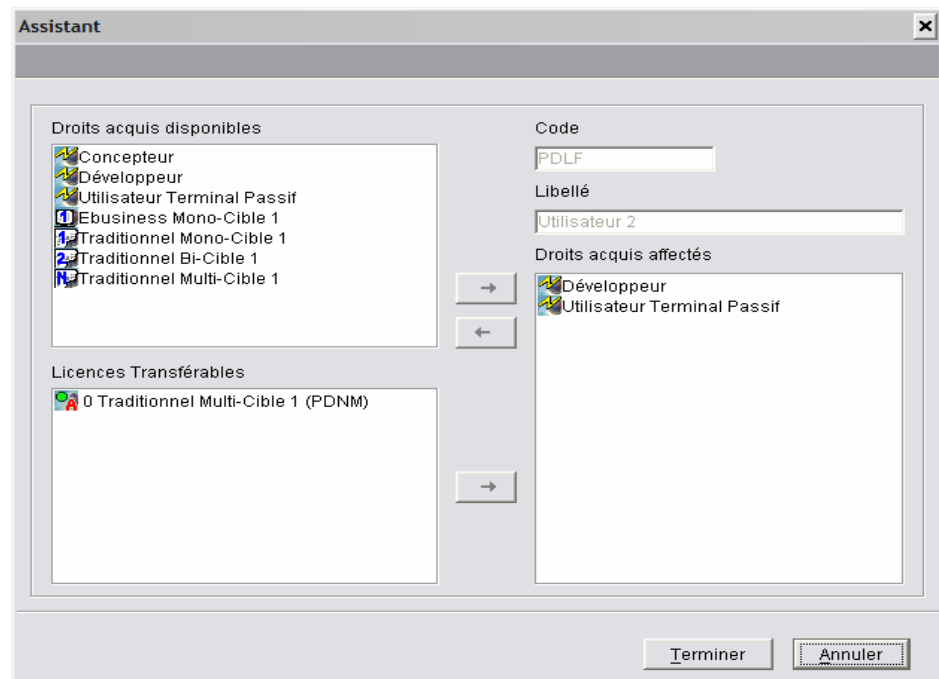 Assistant
Droits acquis disponibles
Concepteur
Développeur
Utilisateur Terminal Passif
Ebusiness Mono-Cible 1
Traditionnel Mono-Cible 1
Traditionnel Bi-Cible 1
Traditionnel Multi-Cible 1
Licences Transférables
0 Traditionnel Multi-Cible 1 (PDNM)
Code
PDLF
Libellé
Utilisateur 2
Droits acquis affectés
Développeur
Utilisateur Terminal Passif
Terminer
Annuler